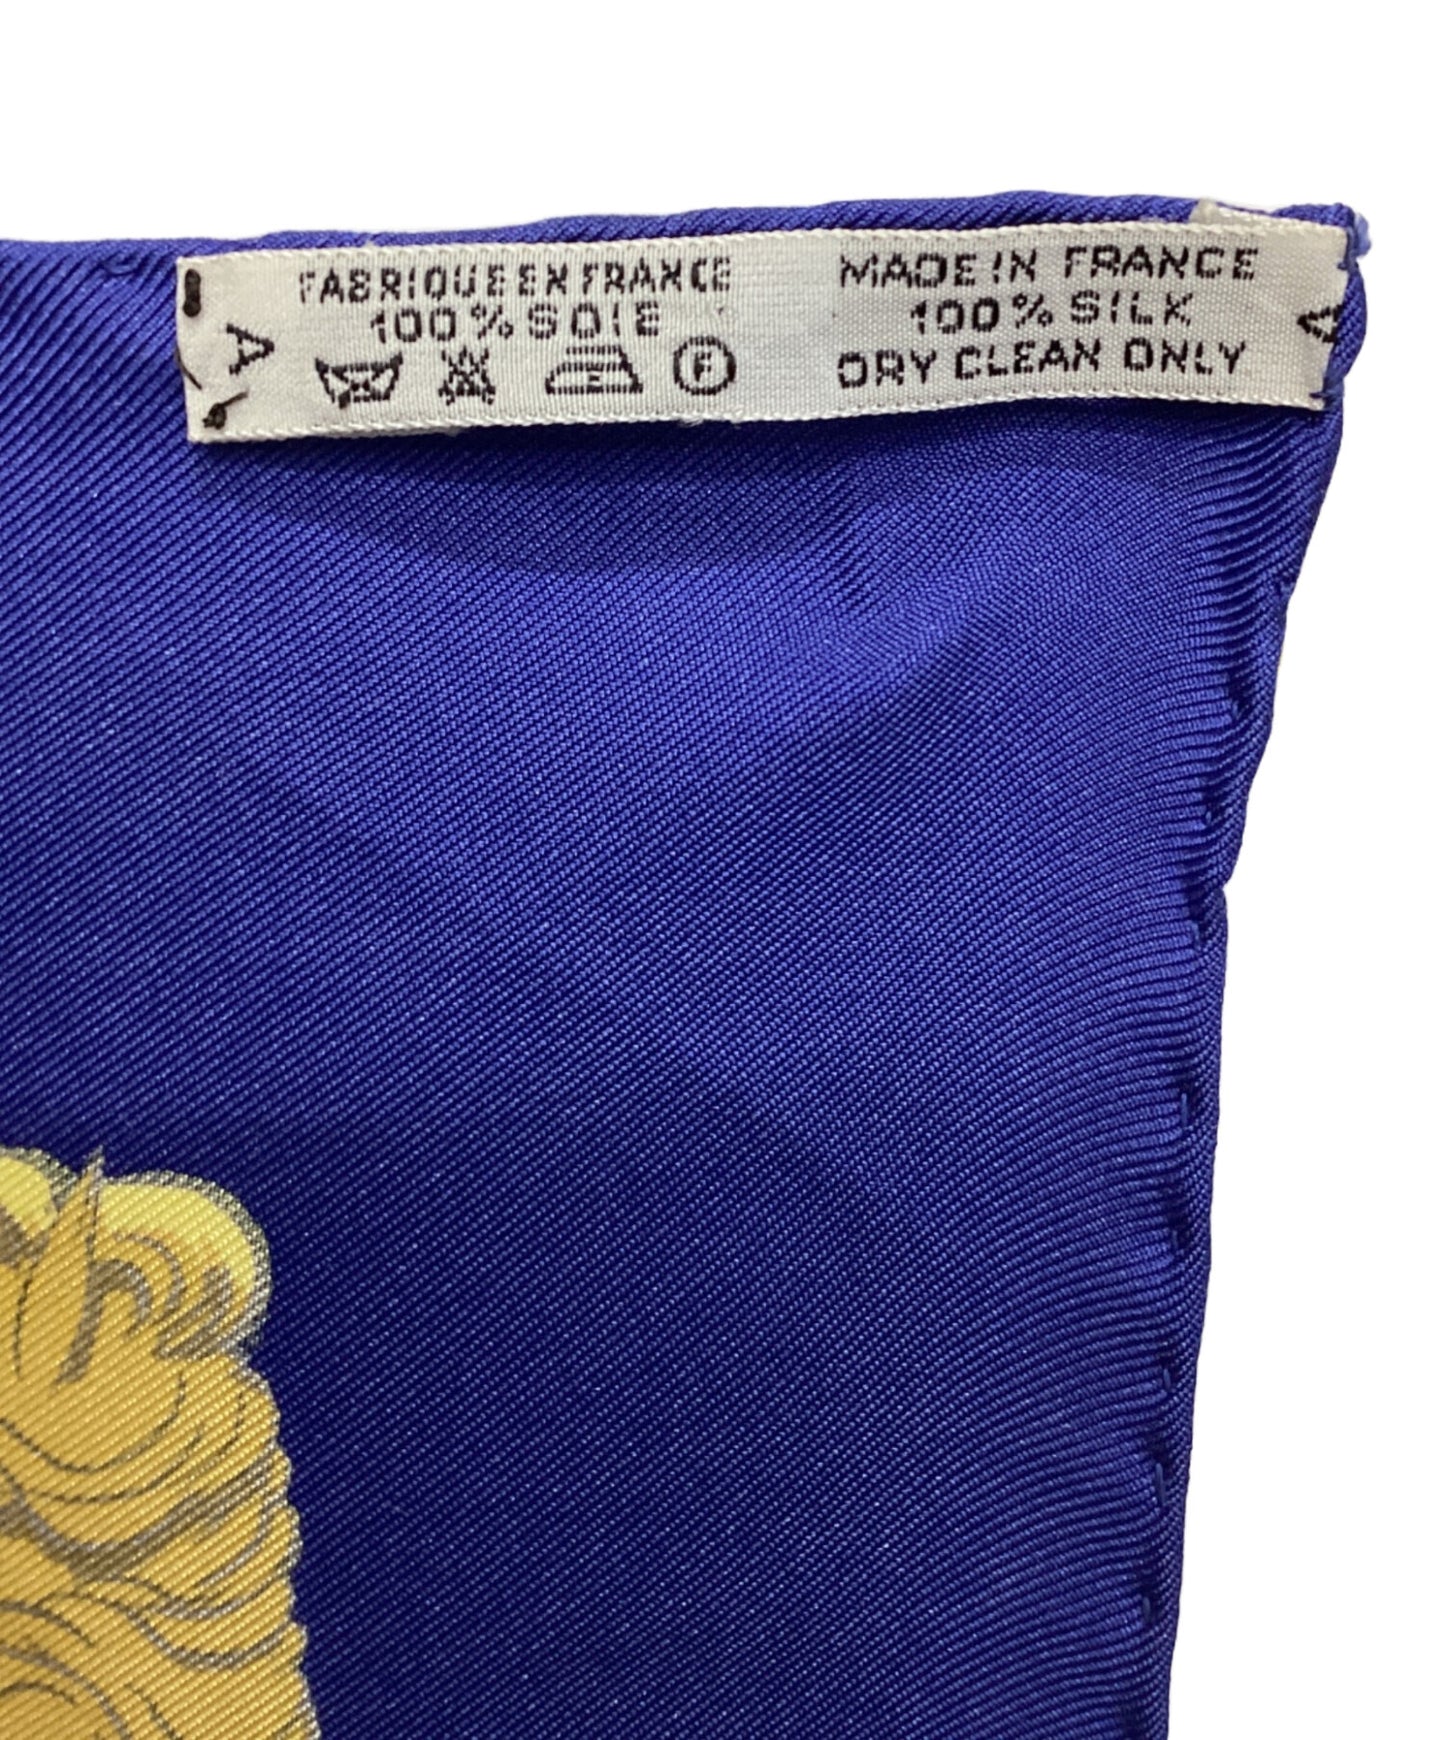 A
FABRIQUE EN FRANCE
100% SOIE
F
MADE IN FRANCE
100% SILK
DRY CLEAN ONLY
A